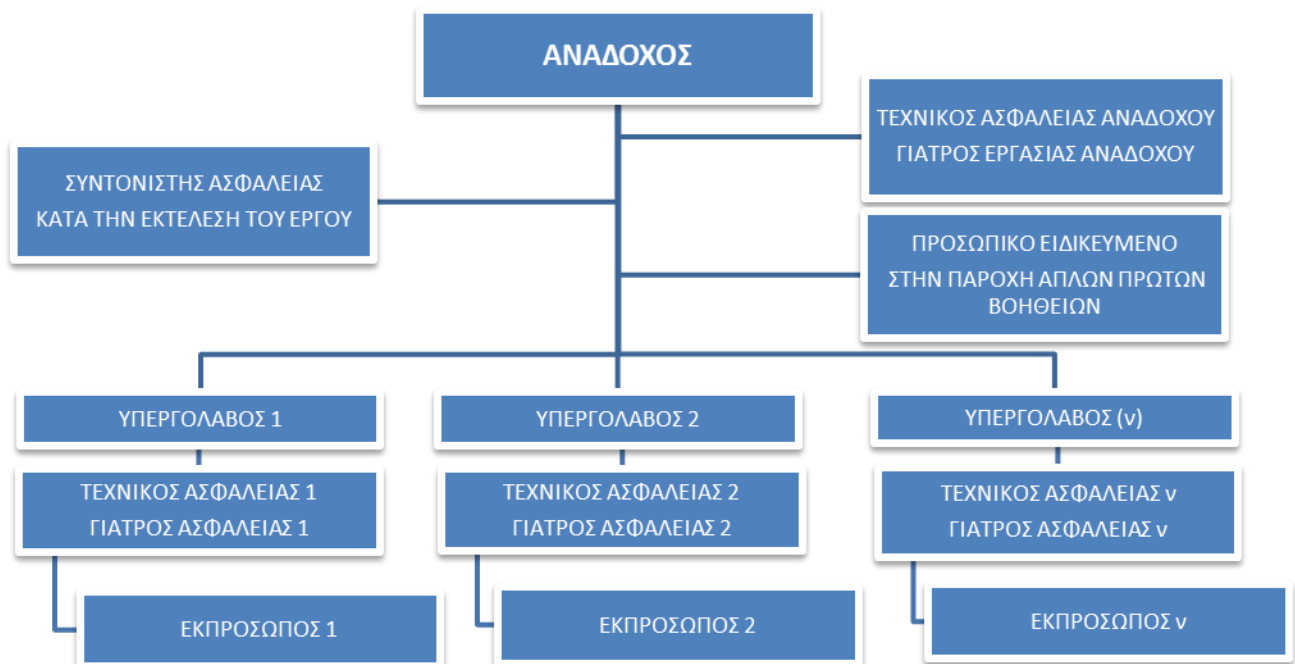 ΑΝΑΔΟΧΟΣ
ΤΕΧΝΙΚΟΣ ΑΣΦΑΛΕΙΑΣ ΑΝΑΔΟΧΟΥ
ΓΙΑΤΡΟΣ ΕΡΓΑΣΙΑΣ ΑΝΑΔΟΧΟΥ
ΣΥΝΤΟΝΙΣΤΗΣ ΑΣΦΑΛΕΙΑΣ
ΚΑΤΑ ΤΗΝ ΕΚΤΕΛΕΣΗ ΤΟΥ ΕΡΓΟΥ
ΠΡΟΣΩΠΙΚΟ ΕΙΔΙΚΕΥΜΕΝΟ
ΣΤΗΝ ΠΑΡΟΧΗ ΑΠΛΩΝ ΠΡΩΤΩΝ
ΒΟΗΘΕΙΩΝ
ΥΠΕΡΓΟΛΑΒΟΣ 1
ΤΕΧΝΙΚΟΣ ΑΣΦΑΛΕΙΑΣ 1
ΓΙΑΤΡΟΣ ΑΣΦΑΛΕΙΑΣ 1
ΕΚΠΡΟΣΩΠΟΣ 1
ΥΠΕΡΓΟΛΑΒΟΣ 2
ΤΕΧΝΙΚΟΣ ΑΣΦΑΛΕΙΑΣ 2
ΓΙΑΤΡΟΣ ΑΣΦΑΛΕΙΑΣ 2
ΕΚΠΡΟΣΩΠΟΣ 2
ΥΠΕΡΓΟΛΑΒΟΣ (ν)
ΤΕΧΝΙΚΟΣ ΑΣΦΑΛΕΙΑΣ ν
ΓΙΑΤΡΟΣ ΑΣΦΑΛΕΙΑΣ ν
ΕΚΠΡΟΣΩΠΟΣ ν